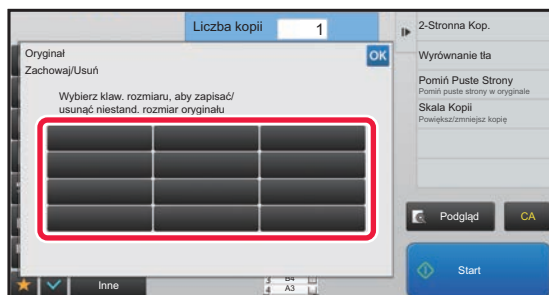 Liczba kopii 1
Oryginał
OK
Zachowaj/Usuń
Wybierz klaw. rozmiaru, aby zapisać/
usunąć niestand. rozmiar oryginału
2-Stronna Kop.
Wyrównanie tła
Pomiń Puste Strony
Pomiń puste strony w oryginale
Skala Kopii
Powiększ/zmniejsz kopię
Podgląd
CA
Start
Inne
3 B4
4 A3